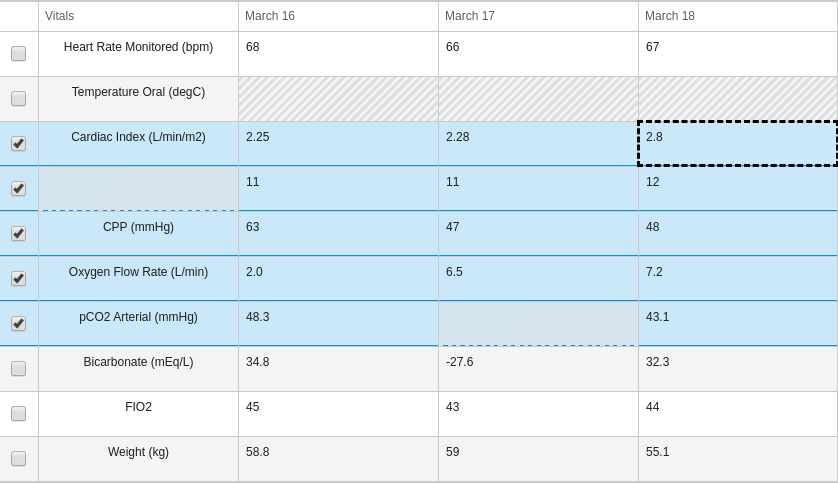 Vitals March 16 March 17 March 18
Heart Rate Monitored (bpm) 68 66 67
Temperature Oral (degC)
Cardiac Index (L/min/m2) 2.25 2.28 2.8
11 11 12
CPP (mmHg) 63 47 48
Oxygen Flow Rate (L/min) 2.0 6.5 7.2
pCO2 Arterial (mmHg) 48.3 43.1
Bicarbonate (mEq/L) 34.8 -27.6 32.3
FIO2 45 43 44
Weight (kg) 58.8 59 55.1